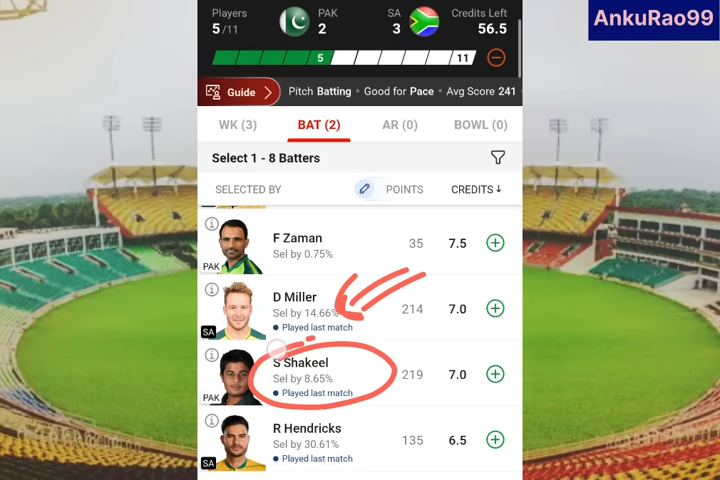 AnkuRao99
Players PAK SA Credits Left
5/11 2 3 56.5
5 11
Guide Pitch Batting • Good for Pace • Avg Score 241
WK (3) BAT (2) AR (0) BOWL (0)
Select 1 - 8 Batters
SELECTED BY POINTS CREDITS↓
F Zaman
Sel by 0.75% 35 7.5
PAK
D Miller
Sel by 14.66% 214 7.0
Played last match
SA
S Shakeel
Sel by 8.65% 219 7.0
Played last match
PAK
R Hendricks
Sel by 30.61% 135 6.5
Played last match
SA